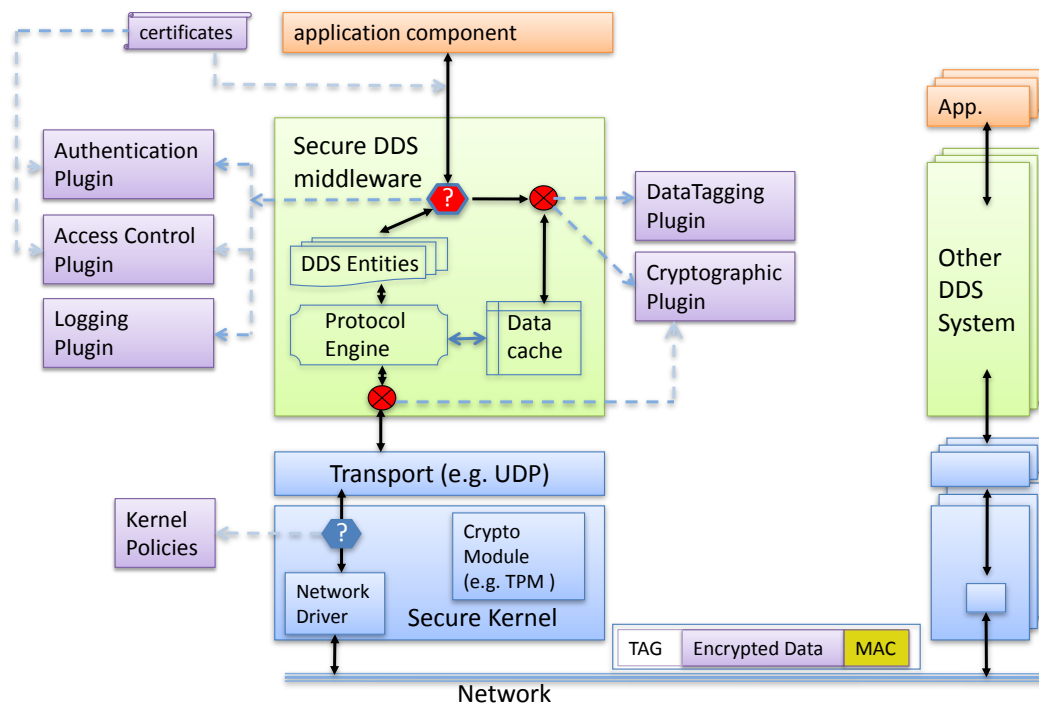 certificates
application component
App.
Authentication
Plugin
Secure DDS
middleware
?
DataTagging
Plugin
Access Control
Plugin
DDS Entities
Cryptographic
Plugin
Other
DDS
System
Logging
Plugin
Protocol
Engine
Data
cache
Transport (e.g. UDP)
Kernel
Policies
?
Crypto
Module
(e.g. TPM )
Network
Driver
Secure Kernel
TAG
Encrypted Data
MAC
Network